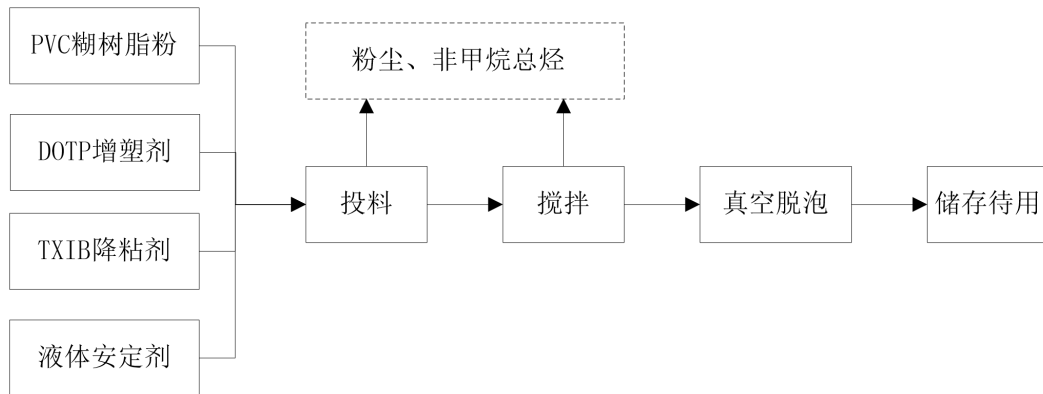 PVC糊树脂粉
DOTP增塑剂
TXIB降粘剂
液体安定剂
粉尘、非甲烷总烃
投料
搅拌
真空脱泡
储存待用